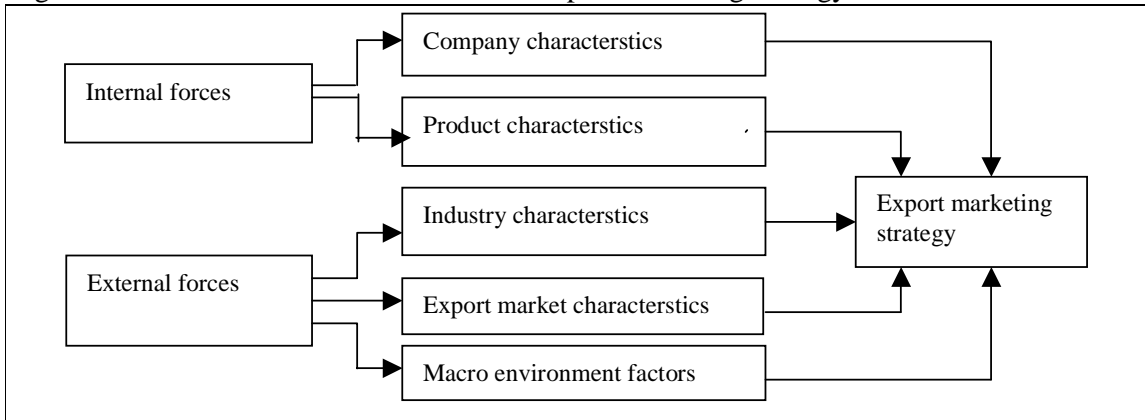 Company characterstics
Internal forces
Product characterstics
Industry characterstics
Export marketing
strategy
External forces
Export market characterstics
Macro environment factors